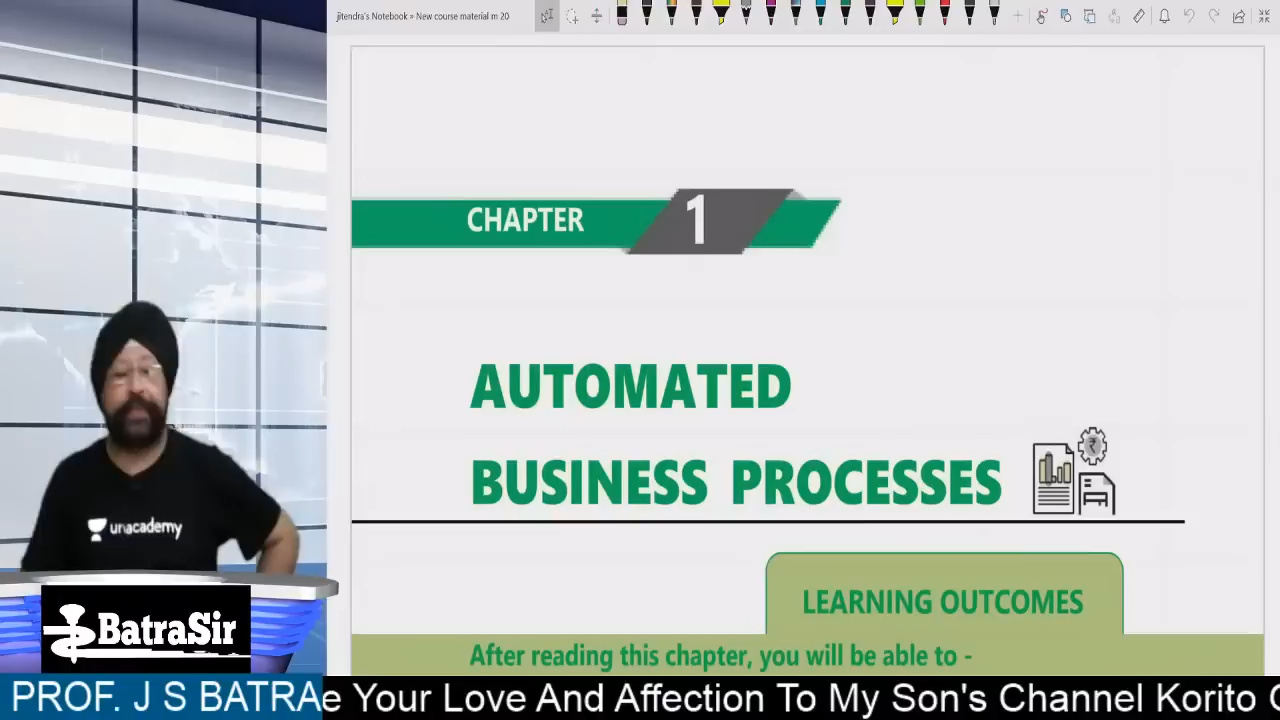 jitendra's Notebook » New course material m 20
CHAPTER 1
AUTOMATED
BUSINESS PROCESSES
LEARNING OUTCOMES
After reading this chapter, you will be able to -
unacademy
BatraSir
PROF. J S BATRA
e Your Love And Affection To My Son's Channel Korito